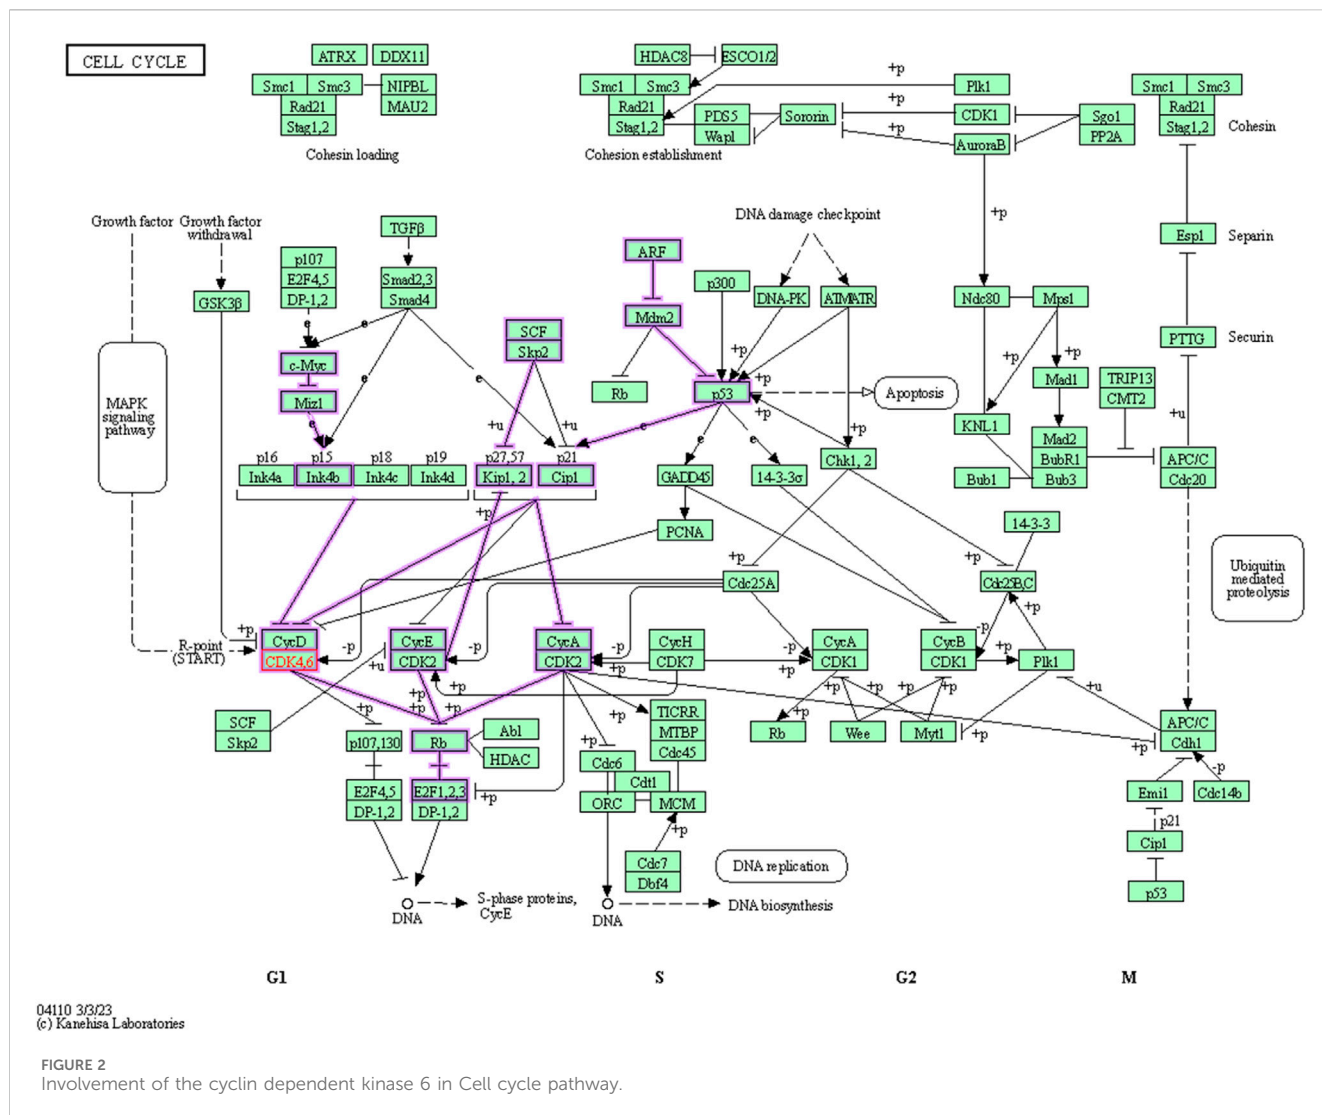 CELL CYCLE
ATRX
DDX11
Smc1
Smc3
NIPBL
Rad21
MAU2
Stag1,2
Cohesin loading
HDAC8
ESCO1/2
Smc1
Smc3
Rad21
Stag1,2
PDS5
Wapl
Sororin
Cohesion establishment
+p
Plk1
+p
CDK1
+p
AuroraB
Sgo1
PP2A
Smc1
Smc3
Rad21
Stag1,2
Cohesin
Growth factor
Growth factor
withdrawal
GSK3β
p107
E2F4,5
DP-1,2
TGFβ
Smad2,3
Smad4
e
e
e
e
c-Myc
Miz1
e
SCF
Skp2
+u
+u
ARF
Mdm2
Rb
p300
DNA damage checkpoint
DNA-PK
ATM/ATR
+p
+p
+p
+p
p53
Apoptosis
e
e
e
+p
Ndc80
Mps1
+p
+p
Mad1
KNL1
Mad2
BubR1
Bub3
Bub1
TRIP13
CMT2
Esp1
Separin
PTTG
Securin
+u
APC/C
Cdc20
MAPK
signaling
pathway
p16
Ink4a
p15
Ink4b
p18
Ink4c
p19
Ink4d
p27,57
Kip1, 2
p21
Cip1
+p
GADD45
14-3-3σ
Chk1, 2
PCNA
14-3-3
+p
Cdc25A
+p
Cdc25B,C
+p
Ubiquitin
mediated
proteolysis
R-point
(START)
+p
CycD
CDK4,6
-p
+u
CycE
CDK2
-p
CycA
CDK2
-p
+p
CycH
CDK7
+p
CycA
CDK1
CycB
CDK1
-p
+p
Plk1
+u
SCF
Skp2
+p
+p
+p
+p
+p
+p
+p
p107,130
Rb
Abl
HDAC
E2F4,5
DP-1,2
E2F1,2,3
DP-1,2
+p
Cdc6
Cdt1
ORC
MCM
TICRR
MTBP
Cdc45
+p
Cdc7
Dbf4
+p
Rb
+p
Wee
+p
Myt1
+p
+p
APC/C
Cdh1
-p
Emi1
Cdc14b
p21
Cip1
p53
DNA
S-phase proteins,
CycE
DNA
DNA biosynthesis
DNA replication
G1
S
G2
M
04110 3/3/23
(c) Kanehisa Laboratories
FIGURE 2
Involvement of the cyclin dependent kinase 6 in Cell cycle pathway.